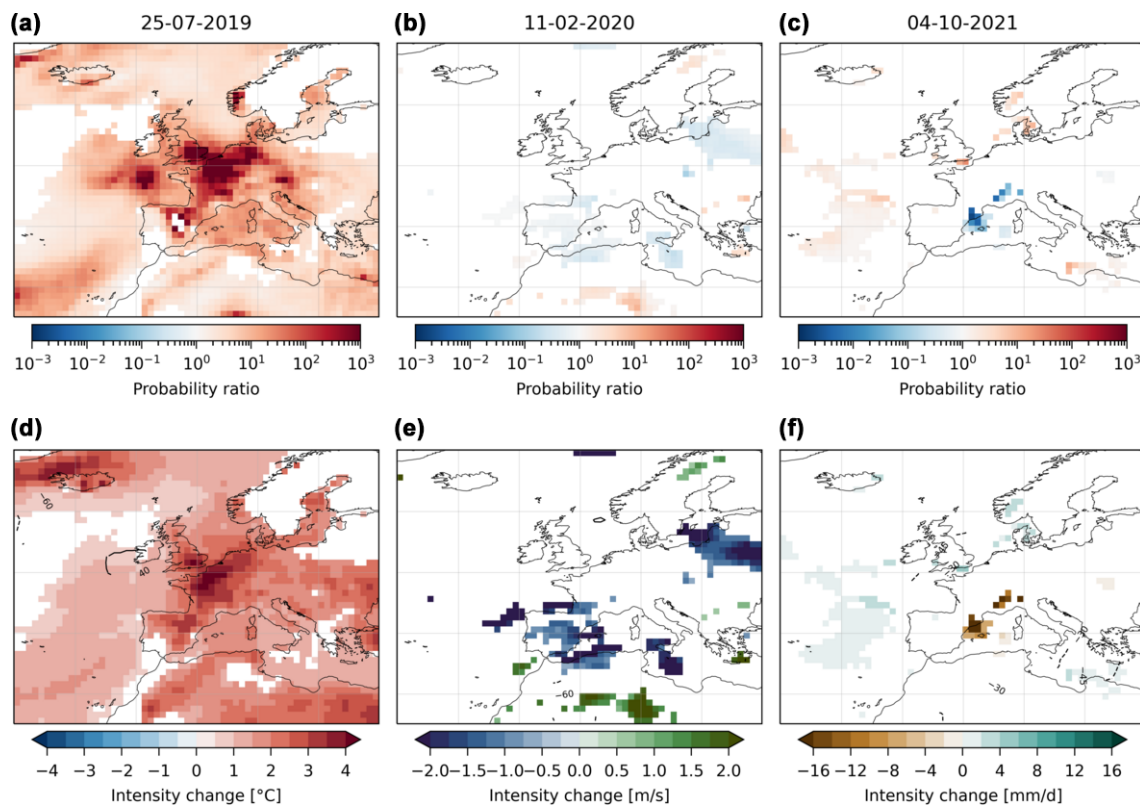 (a) 25-07-2019 (b) 11-02-2020 (c) 04-10-2021
10⁻³ 10⁻² 10⁻¹ 10⁰ 10¹ 10² 10³ 10⁻³ 10⁻² 10⁻¹ 10⁰ 10¹ 10² 10³ 10⁻³ 10⁻² 10⁻¹ 10⁰ 10¹ 10² 10³
Probability ratio Probability ratio Probability ratio
(d) (e) (f)
−60
40
−60 −30
−4 −3 −2 −1 0 1 2 3 4 −2.0 −1.5 −1.0 −0.5 0.0 0.5 1.0 1.5 2.0 −16 −12 −8 −4 0 4 8 12 16
Intensity change [°C] Intensity change [m/s] Intensity change [mm/d]